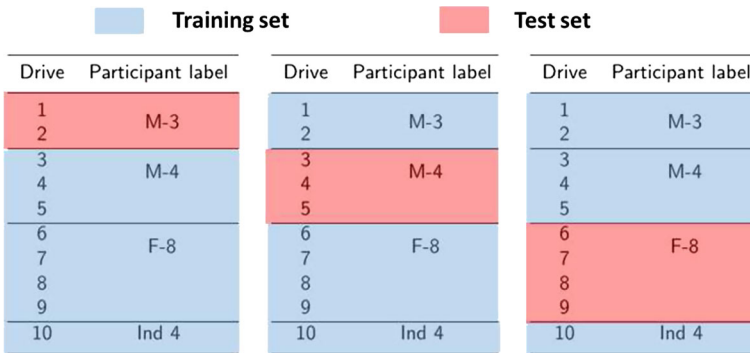 Training set Test set
Drive Participant label Drive Participant label Drive Participant label
1 1 1
M-3 M-3 M-3
2 2 2
3 3 3
M-4 M-4 M-4
4 4 4
5 5 5
6 6 6
F-8 F-8 F-8
7 7 7
8 8 8
9 9 9
10 Ind 4 10 Ind 4 10 Ind 4